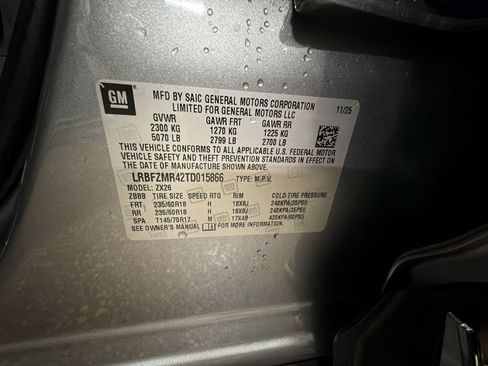 GM
MFD BY SAIC GENERAL MOTORS CORPORATION 11/25
LIMITED FOR GENERAL MOTORS LLC
GVWR GAWR FRT GAWR RR
2300 KG 1270 KG 1225 KG
5070 LB 2799 LB 2700 LB
THIS VEHICLE CONFORMS TO ALL APPLICABLE U.S. FEDERAL
MOTOR VEHICLE SAFETY, BUMPER, AND THEFT PREVENTION
STANDARDS IN EFFECT ON THE DATE OF
MANUFACTURE SHOWN ABOVE.
LRBFZMR42TD015866 TYPE: M.P.V.
MODEL: ZX26
ZBBB TIRE SIZE SPEED RTG RIM
FRT 235/60R18 H 18X8J 240KPA(35PSI)
RR 235/60R18 H 18X8J 240KPA(35PSI)
SPA T145/70R17 M 17X4B 420KPA(60PSI)
SEE OWNER'S MANUAL FOR MORE INFORMATION.